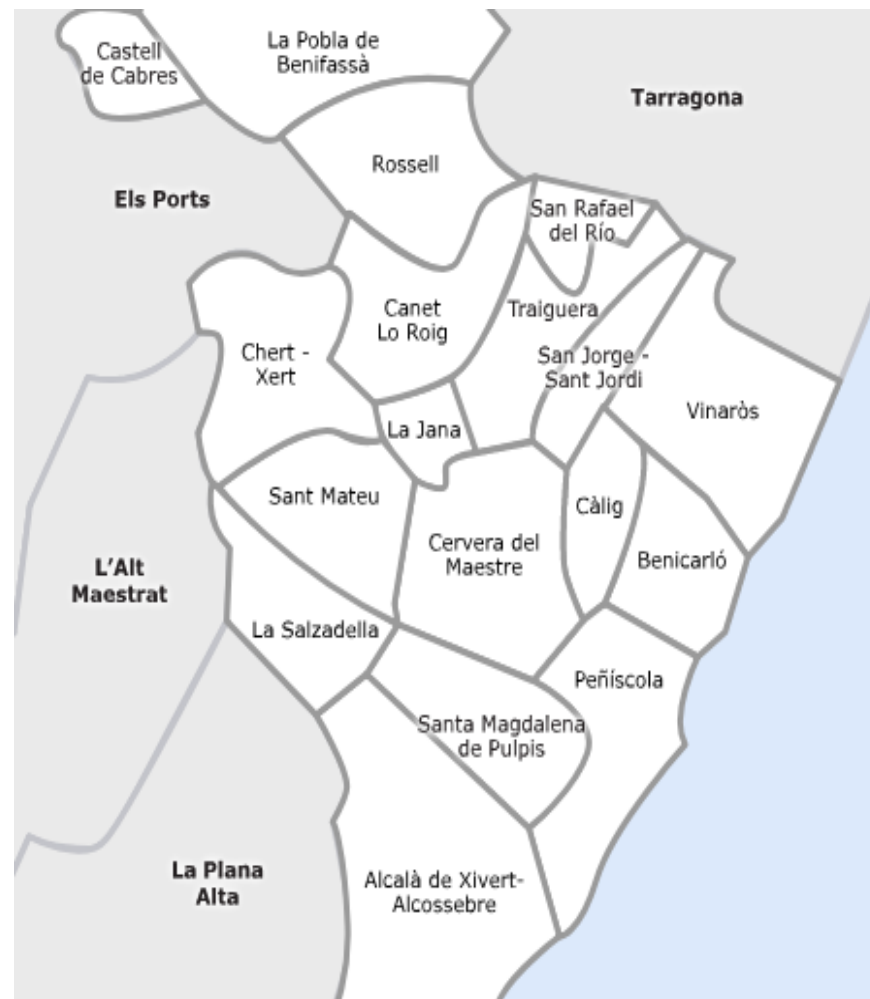 La Pobla de
Benifassà
Castell
de Cabres
Tarragona
Rossell
Els Ports
San Rafael
del Río
Canet
Lo Roig
Traiguera
Chert -
Xert
San Jorge -
Sant Jordi
Vinaròs
La Jana
Sant Mateu
Càlig
Cervera del
Maestre
Benicarló
L'Alt
Maestrat
La Salzadella
Peñíscola
Santa Magdalena
de Pulpis
La Plana
Alta
Alcalà de Xivert-
Alcossebre